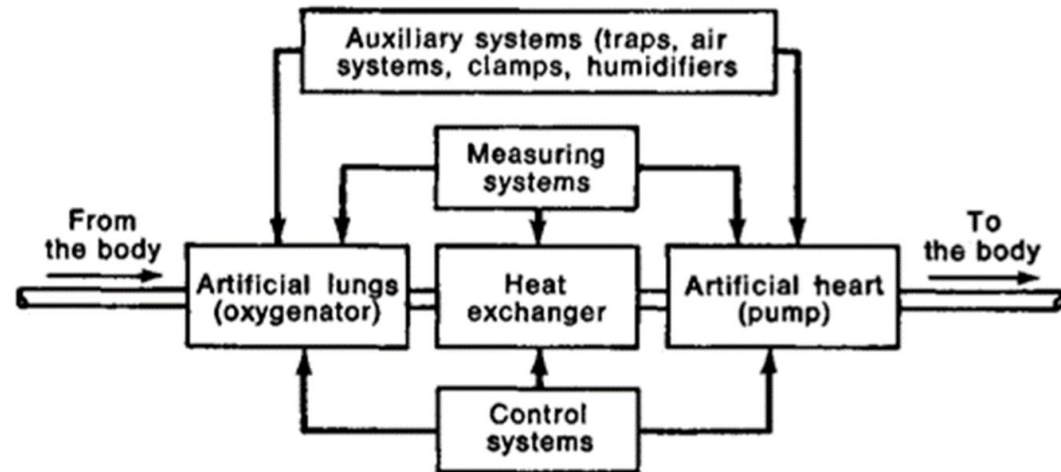 Auxiliary systems (traps, air
systems, clamps, humidifiers
Measuring
systems
From
the body
To
the body
Artificial lungs
(oxygenator)
Heat
exchanger
Artificial heart
(pump)
Control
systems